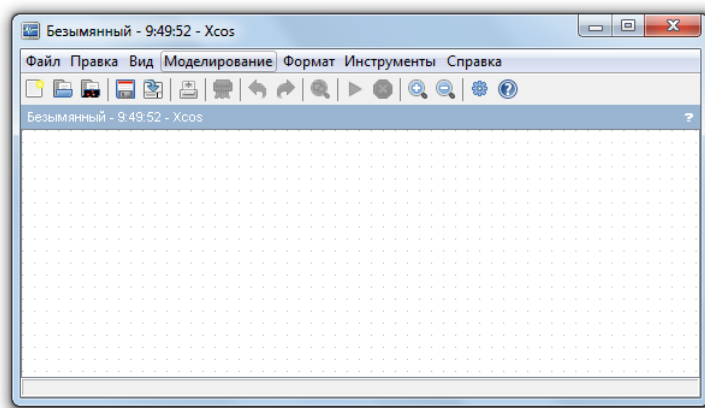 Безымянный - 9:49:52 - Xcos
Файл Правка Вид Моделирование Формат Инструменты Справка
Безымянный - 9:49:52 - Xcos ?